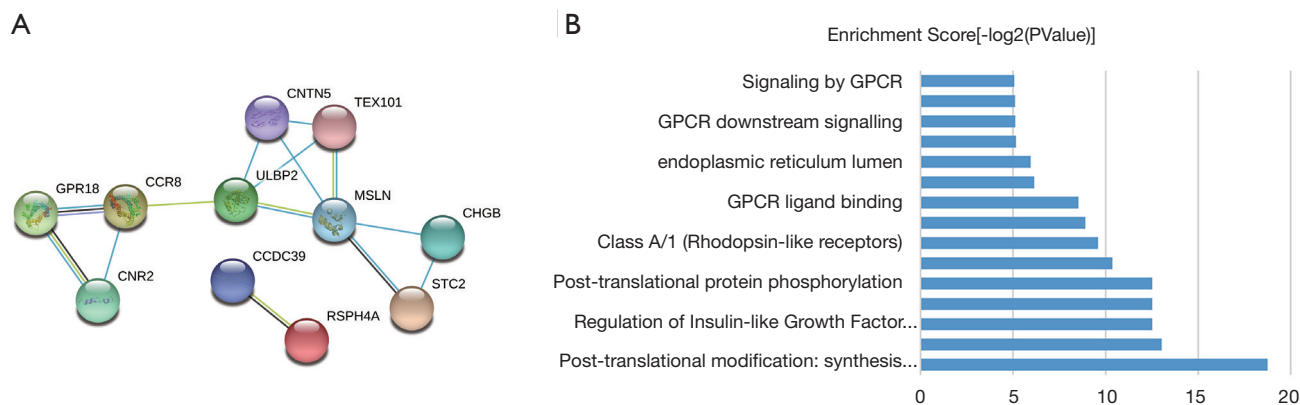 A
CNTN5
TEX101
GPR18
CCR8
ULBP2
MSLN
CHGB
CNR2
CCDC39
STC2
RSPH4A
B
Enrichment Score[-log2(PValue)]
Signaling by GPCR
GPCR downstream signalling
endoplasmic reticulum lumen
GPCR ligand binding
Class A/1 (Rhodopsin-like receptors)
Post-translational protein phosphorylation
Regulation of Insulin-like Growth Factor...
Post-translational modification: synthesis...
0 5 10 15 20